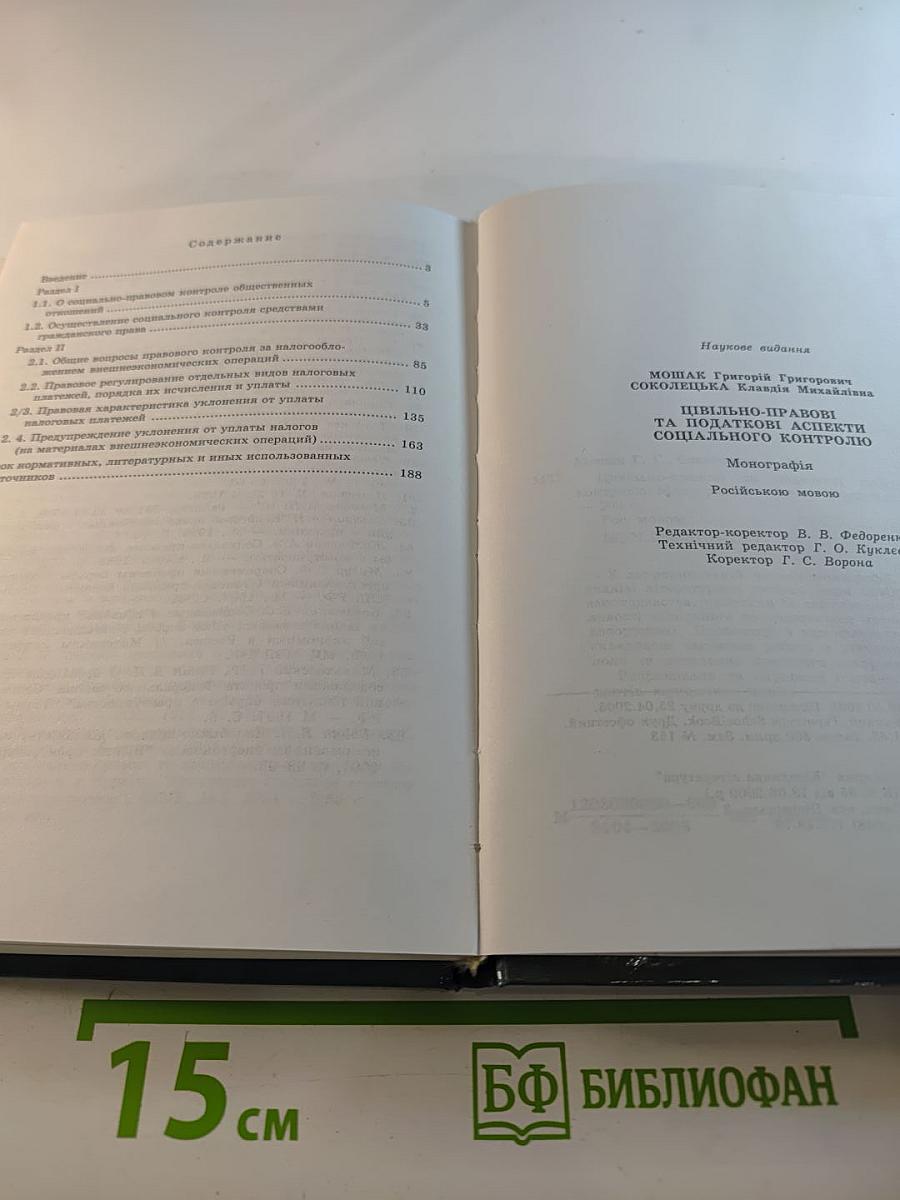 Содержание
Введение ........ 3
Раздел I
1.1. О социально-правовом контроле общественных
отношений ........ 5
1.2. Осуществление социального контроля средствами
гражданского права ........ 33
Раздел II
2.1. Общие вопросы правового контроля за налогообло-
жением внешнеэкономических операций ........ 85
2.2. Правовое регулирование отдельных видов налоговых
платежей, порядка их исчисления и уплаты ........ 110
2/3. Правовая характеристика уклонения от уплаты
налоговых платежей ........ 135
2. 4. Предупреждение уклонения от уплаты налогов
(на материалах внешнеэкономических операций) ........ 163
ок нормативных, литературных и иных использованных
точников ........ 188
Наукове видання
МОШАК Григорій Григорович
СОКОЛЕЦЬКА Клавдія Михайлівна
ЦІВІЛЬНО-ПРАВОВІ
ТА ПОДАТКОВІ АСПЕКТИ
СОЦІАЛЬНОГО КОНТРОЛЮ
Монографія
Російською мовою
Редактор-коректор В. В. Федоренк
Технічний редактор Г. О. Куклєс
Коректор Г. С. Ворона
15 см
БФ БИБЛИОФАН